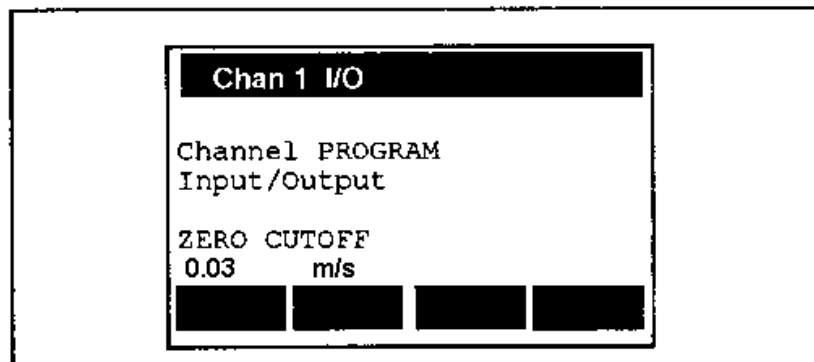 Chan 1 I/O
Channel PROGRAM
Input/Output
ZERO CUTOFF
0.03 m/s